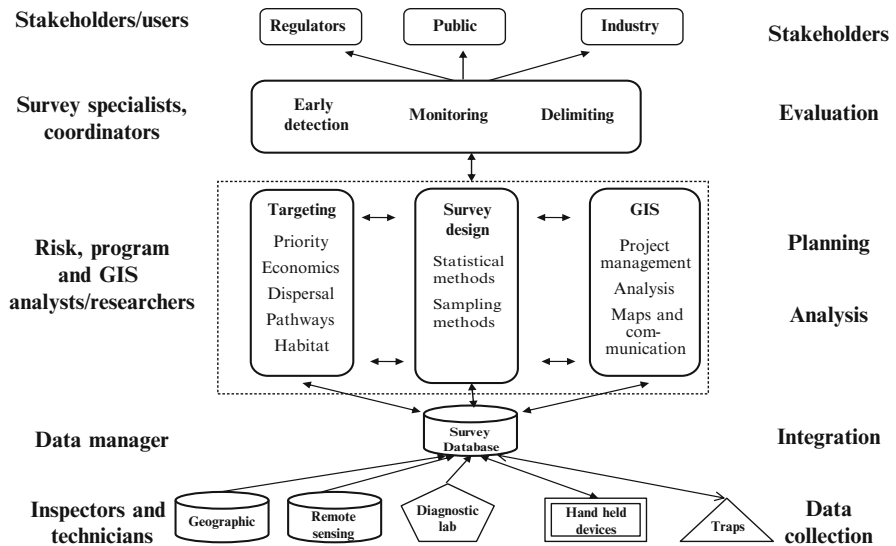 Stakeholders/users
Regulators
Public
Industry
Stakeholders
Survey specialists,
coordinators
Early
detection
Monitoring
Delimiting
Evaluation
Risk, program
and GIS
analysts/researchers
Targeting
Priority
Economics
Dispersal
Pathways
Habitat
Survey
design
Statistical
methods
Sampling
methods
GIS
Project
management
Analysis
Maps and
com-
munication
Planning
Analysis
Data manager
Survey
Database
Integration
Inspectors and
technicians
Geographic
Remote
sensing
Diagnostic
lab
Hand held
devices
Traps
Data
collection